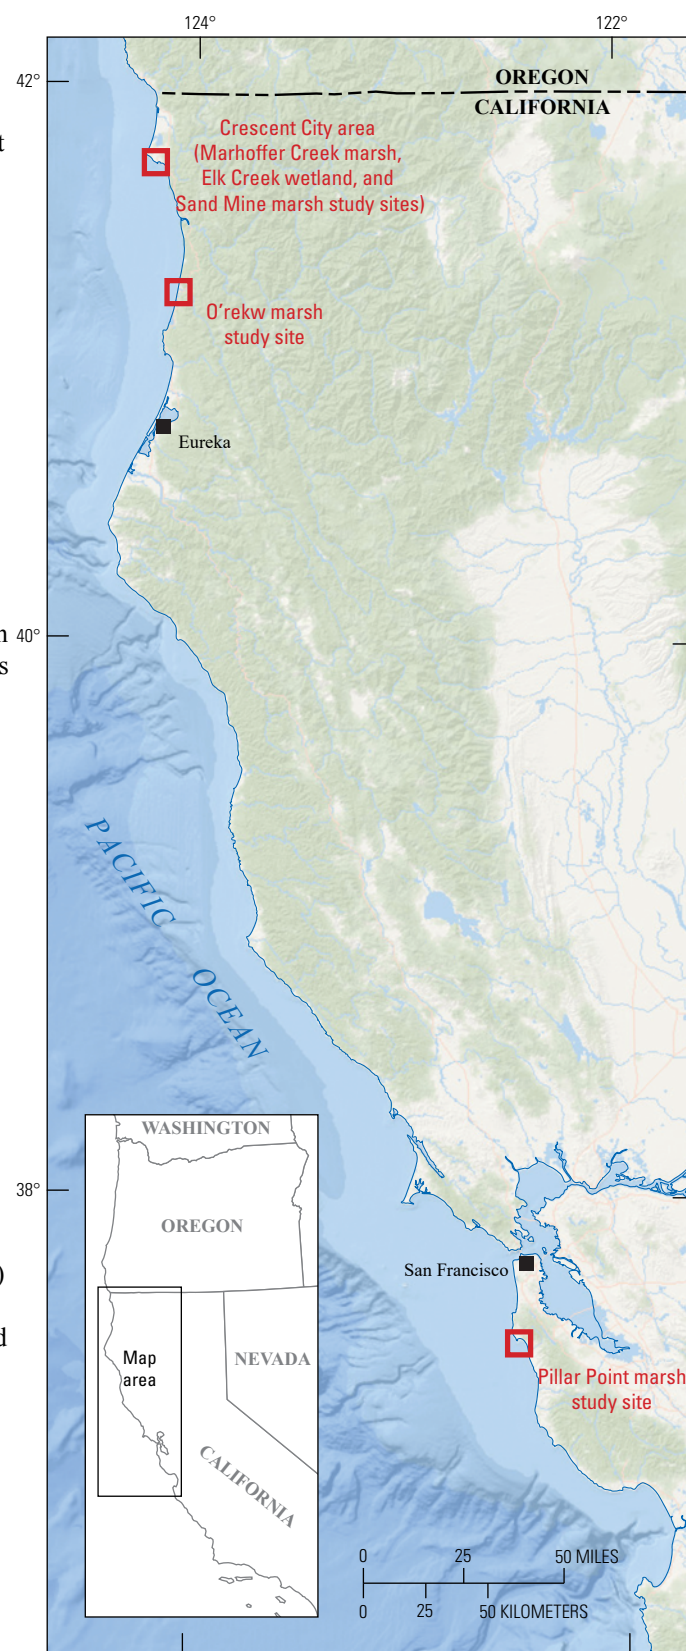 124°
122°
42°
OREGON
CALIFORNIA
Crescent City area
(Marhoffer Creek marsh,
Elk Creek wetland, and
Sand Mine marsh study sites)
t
O’rekw marsh
study site
Eureka
n
40°
s
PACIFIC OCEAN
38°
WASHINGTON
OREGON
NEVADA
CALIFORNIA
Map
area
)
d
San Francisco
Pillar Point marsh
study site
0 25 50 MILES
0 25 50 KILOMETERS